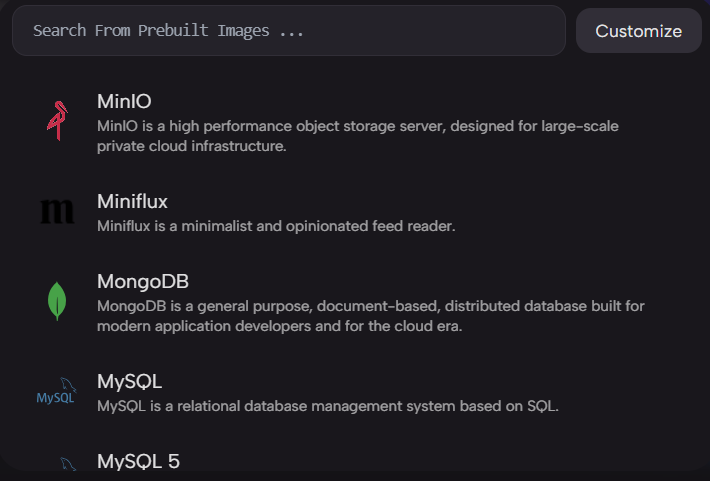 Search From Prebuilt Images ...
Customize
MinIO
MinIO is a high performance object storage server, designed for large-scale
private cloud infrastructure.
m
Miniflux
Miniflux is a minimalist and opinionated feed reader.
MongoDB
MongoDB is a general purpose, document-based, distributed database built for
modern application developers and for the cloud era.
MySQL
MySQL
MySQL is a relational database management system based on SQL.
MySQL 5